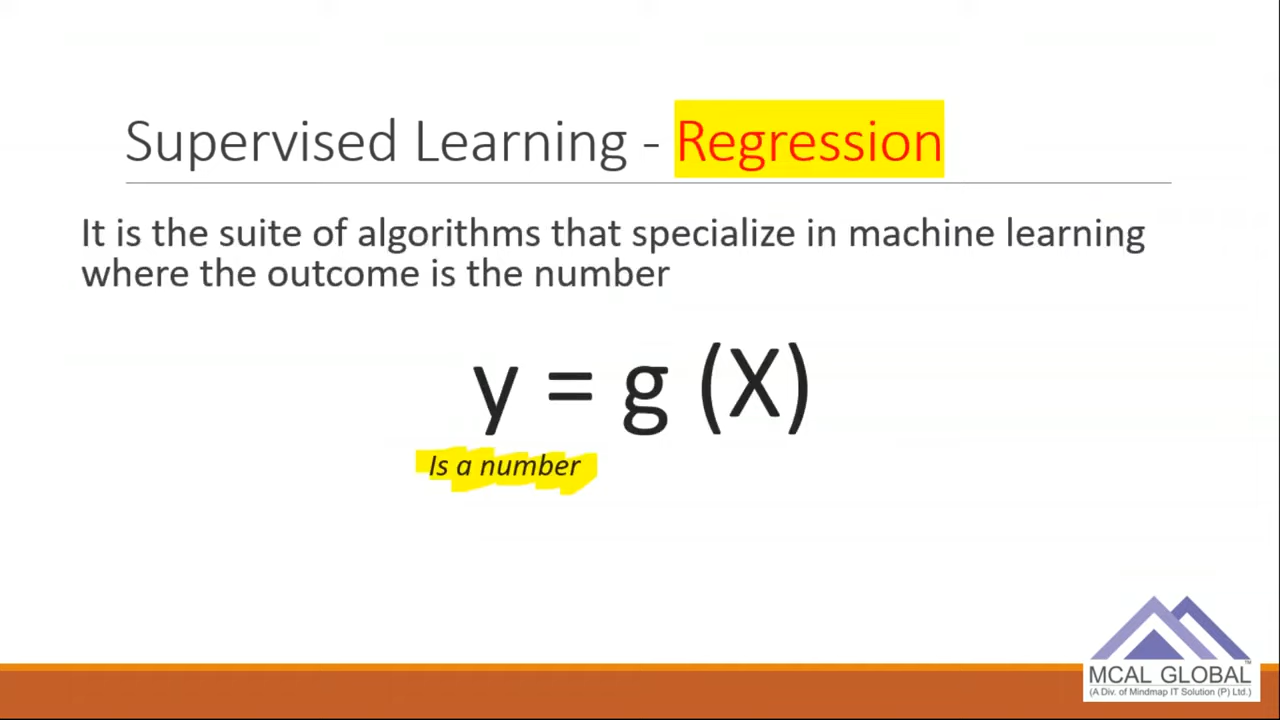 Supervised Learning - Regression
It is the suite of algorithms that specialize in machine learning
where the outcome is the number
y = g (X)
Is a number
MCAL GLOBAL™
(A Div. of Mindmap IT Solution (P) Ltd.)